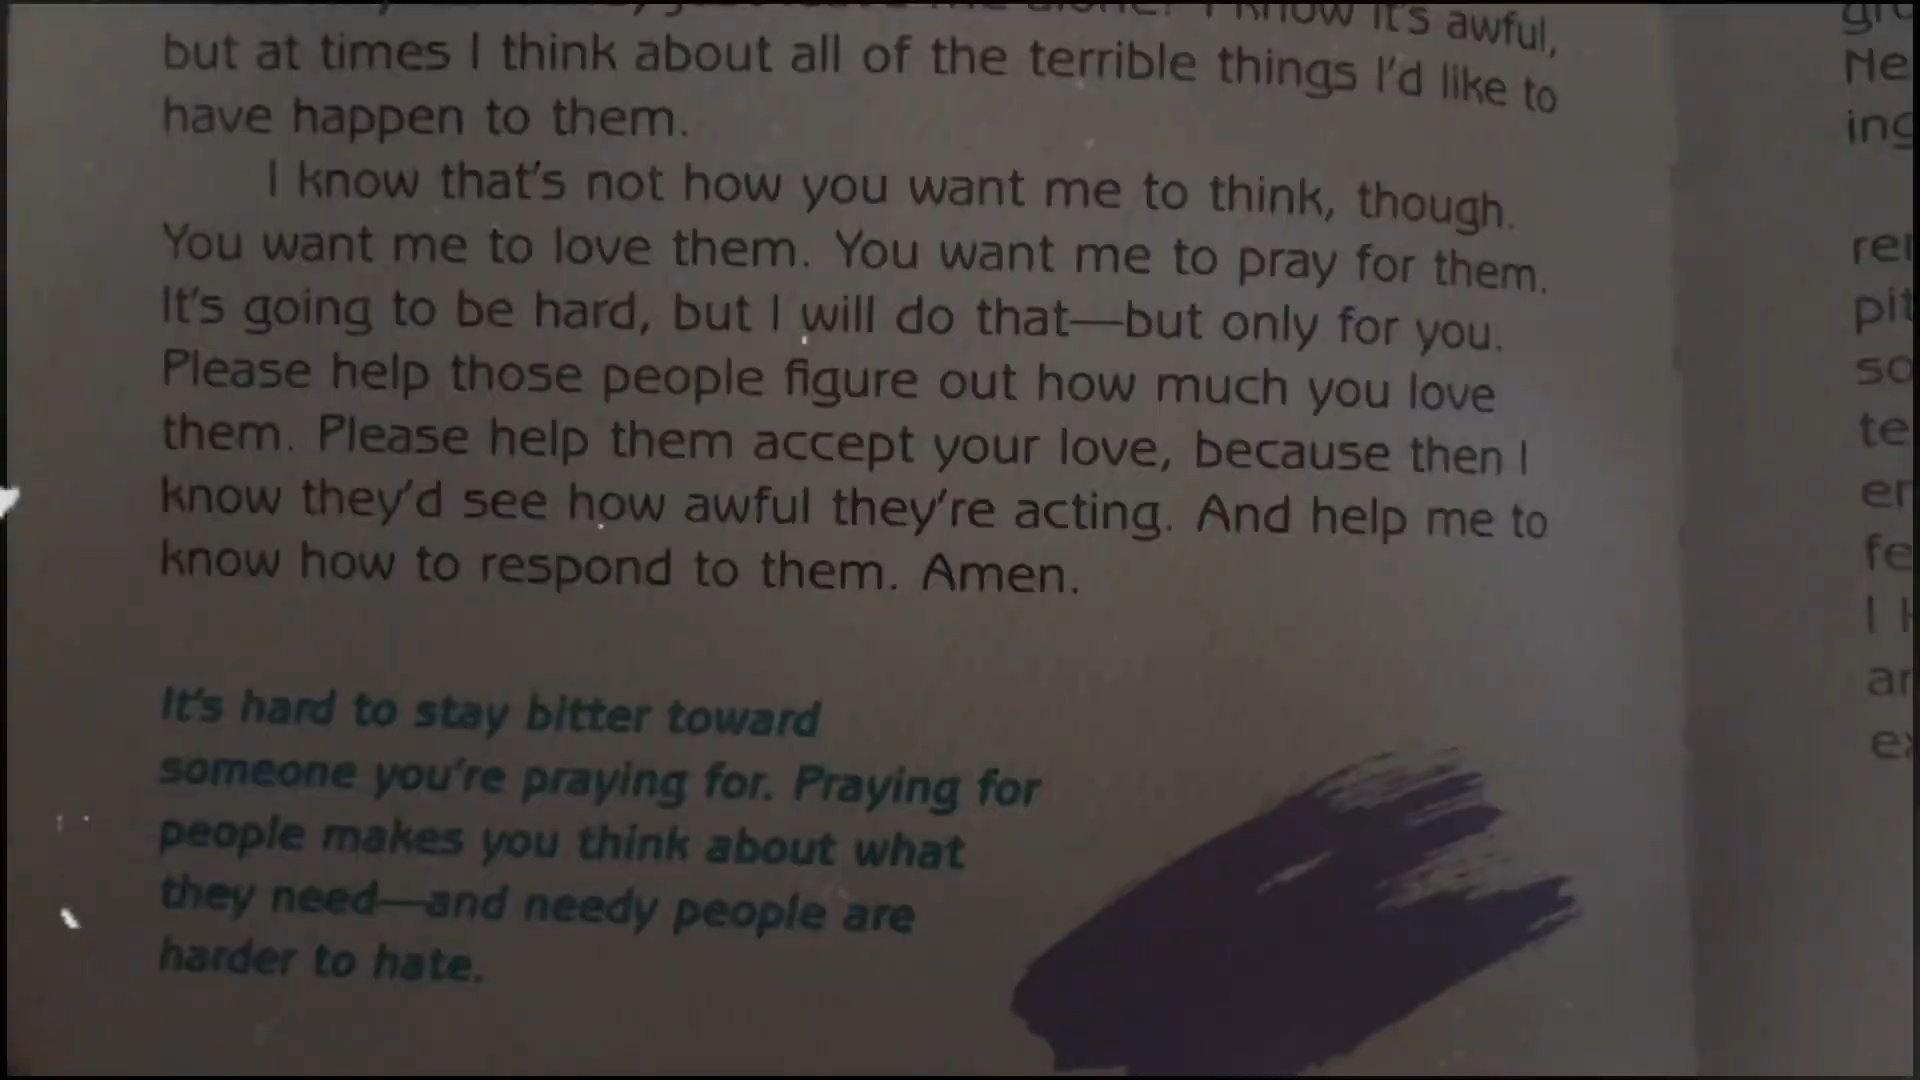 alone! I know it's awful,
but at times I think about all of the terrible things I'd like to
have happen to them.
I know that's not how you want me to think, though.
You want me to love them. You want me to pray for them.
It's going to be hard, but I will do that—but only for you.
Please help those people figure out how much you love
them. Please help them accept your love, because then I
know they'd see how awful they're acting. And help me to
know how to respond to them. Amen.
It's hard to stay bitter toward
someone you're praying for. Praying for
people makes you think about what
they need—and needy people are
harder to hate.